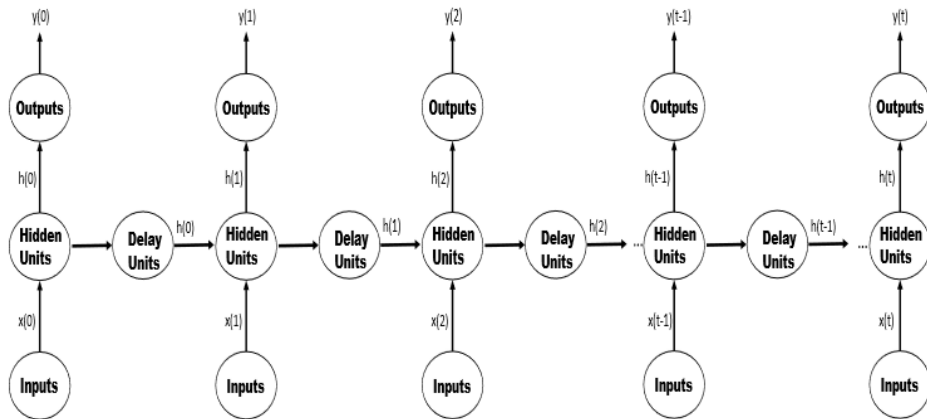 y(0) y(1) y(2) y(t-1) y(t)
Outputs Outputs Outputs Outputs Outputs
h(0) h(1) h(2) h(t-1) h(t)
h(0) h(1) h(2) h(t-1)
Hidden Units Delay Units Hidden Units Delay Units Hidden Units Delay Units ... Hidden Units Delay Units ... Hidden Units
x(0) x(1) x(2) x(t-1) x(t)
Inputs Inputs Inputs Inputs Inputs